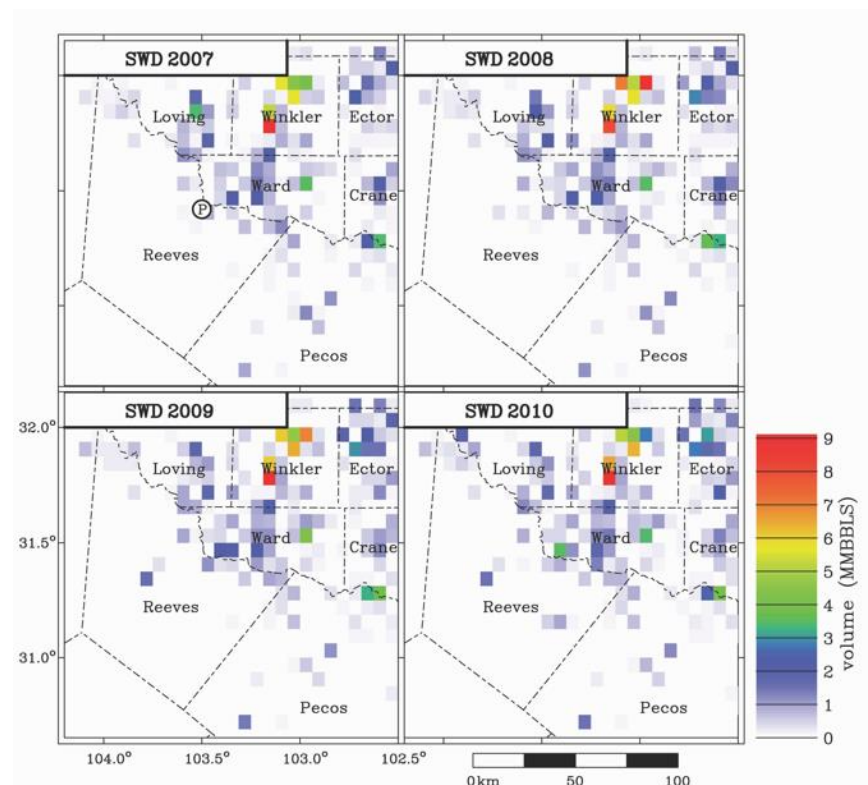 SWD 2007
Loving Winkler Ector
Ward Crane
P
Reeves
Pecos
SWD 2008
Loving Winkler Ector
Ward Crane
Reeves
Pecos
SWD 2009
32.0°
Loving Winkler Ector
31.5°
Ward Crane
Reeves
31.0°
Pecos
104.0° 103.5° 103.0° 102.5°
SWD 2010
Loving Winkler Ector
Ward Crane
Reeves
Pecos
9
8
7
6
5
4
3
2
1
0
volume (MMBBLS)
0km 50 100